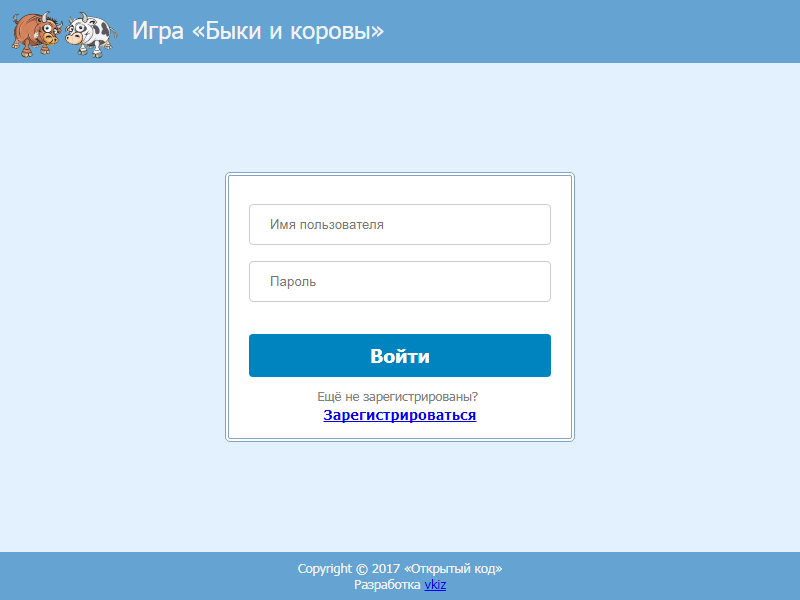 Игра «Быки и коровы»
Имя пользователя
Пароль
Войти
Ещё не зарегистрированы?
Зарегистрироваться
Copyright © 2017 «Открытый код»
Разработка vkiz